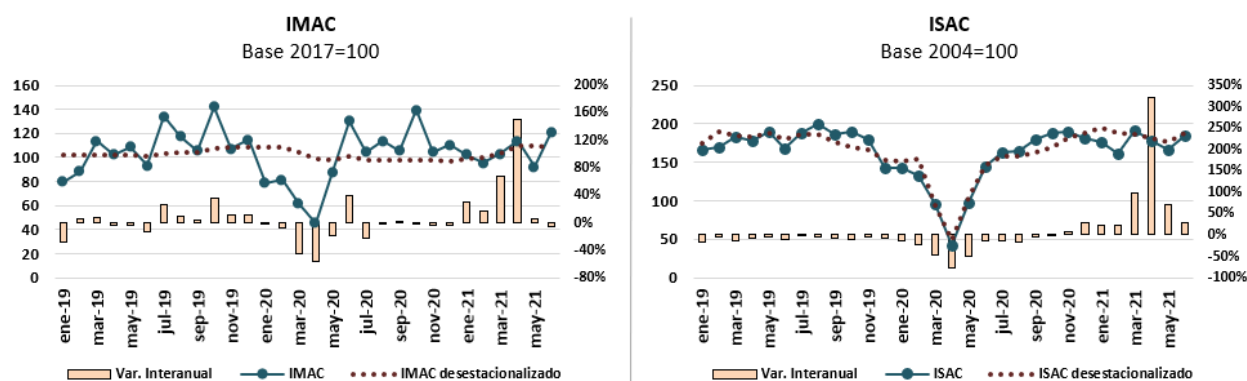 IMAC
Base 2017=100
160
140
120
100
80
60
40
20
0
200%
160%
120%
80%
40%
0%
-40%
-80%
ene-19
mar-19
may-19
jul-19
sep-19
nov-19
ene-20
mar-20
may-20
jul-20
sep-20
nov-20
ene-21
mar-21
may-21
Var. Interanual
IMAC
IMAC desestacionalizado
ISAC
Base 2004=100
250
200
150
100
50
0
350%
300%
250%
200%
150%
100%
50%
0%
-50%
-100%
ene-19
mar-19
may-19
jul-19
sep-19
nov-19
ene-20
mar-20
may-20
jul-20
sep-20
nov-20
ene-21
mar-21
may-21
Var. Interanual
ISAC
ISAC desestacionalizado